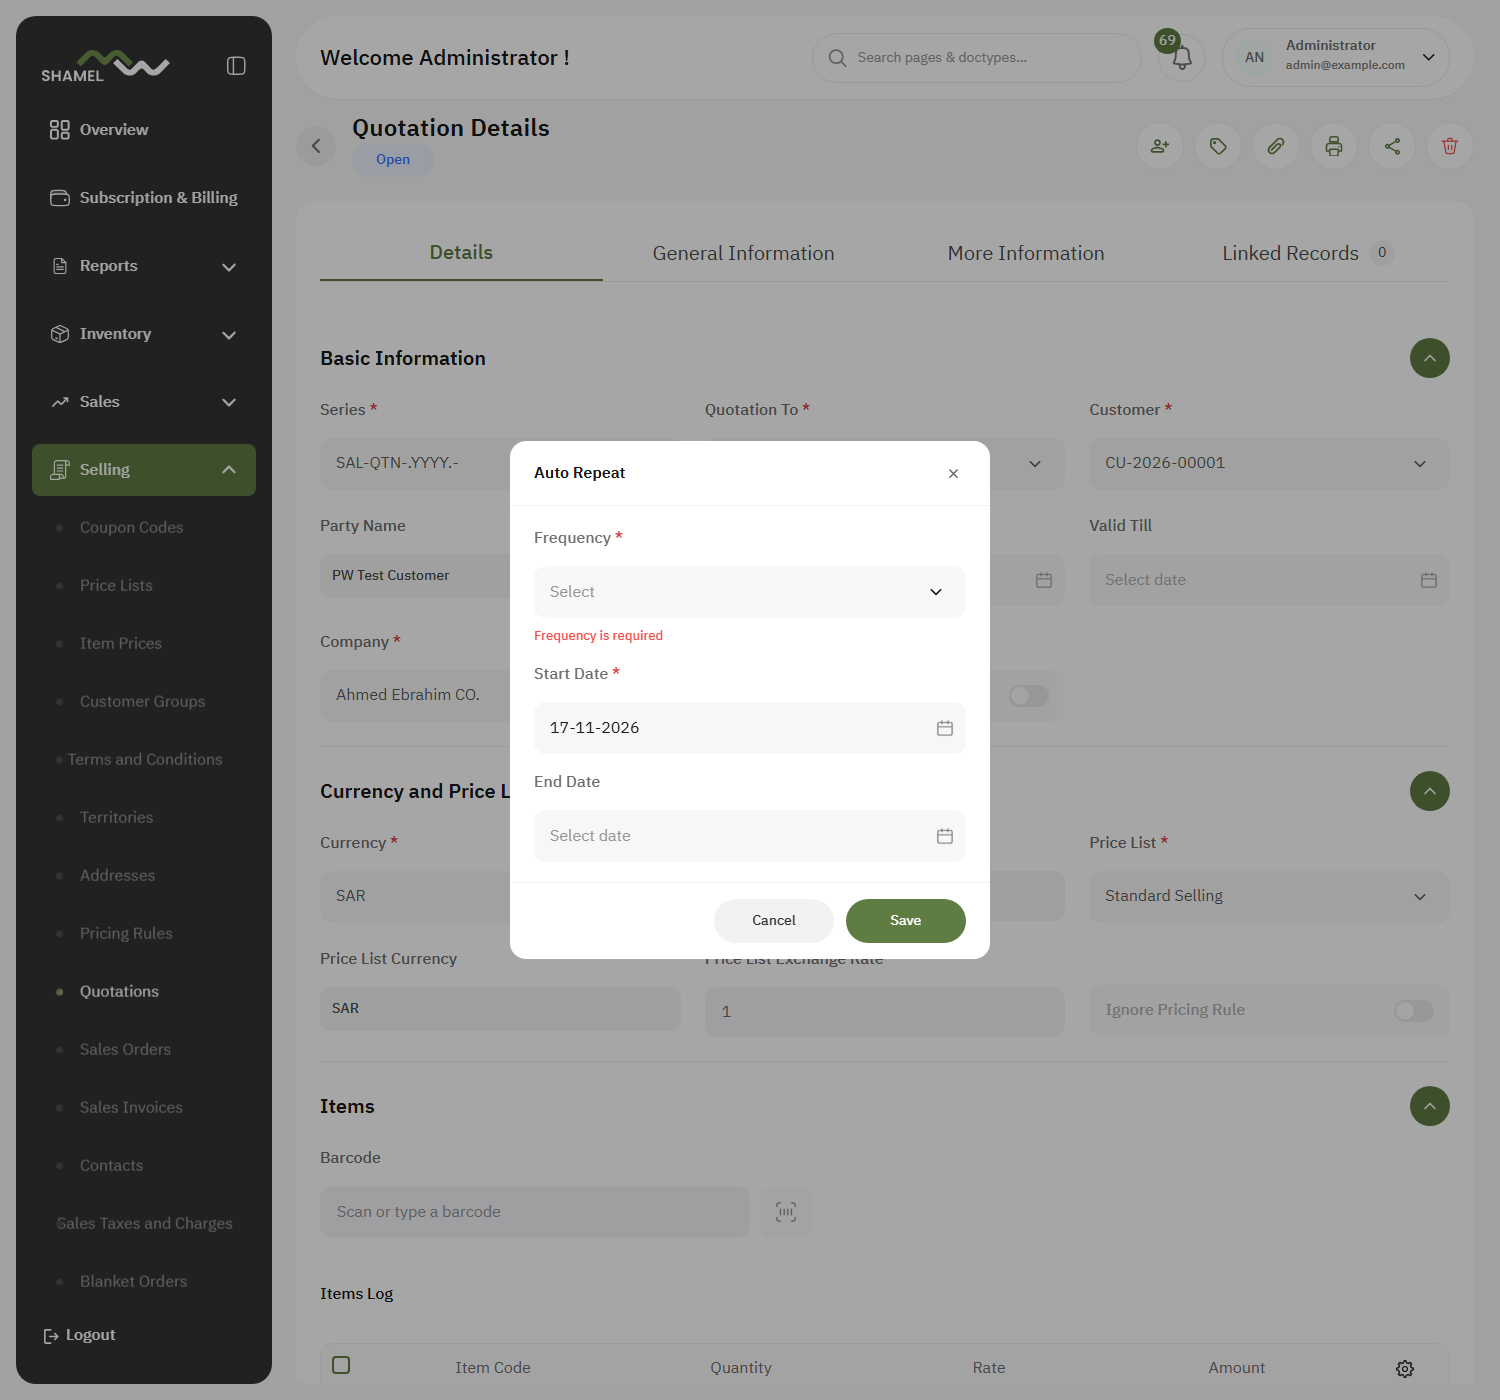 SHAMEL
Overview
Subscription & Billing
Reports
Inventory
Sales
Selling
Coupon Codes
Price Lists
Item Prices
Customer Groups
Terms and Conditions
Territories
Addresses
Pricing Rules
Quotations
Sales Orders
Sales Invoices
Contacts
Sales Taxes and Charges
Blanket Orders
Logout
Welcome Administrator !
Search pages & doctypes...
69
AN
Administrator
admin@example.com
Quotation Details
Open
Details
General Information
More Information
Linked Records 0
Basic Information
Series *
Quotation To *
Customer *
SAL-QTN-.YYYY.-
CU-2026-00001
Party Name
Valid Till
PW Test Customer
Select date
Company *
Ahmed Ebrahim CO.
Auto Repeat
Frequency *
Select
Frequency is required
Start Date *
17-11-2026
End Date
Select date
Cancel
Save
Currency and Price L
Currency *
Price List *
SAR
Standard Selling
Price List Currency
Price List Exchange Rate
SAR
1
Ignore Pricing Rule
Items
Barcode
Scan or type a barcode
Items Log
Item Code
Quantity
Rate
Amount